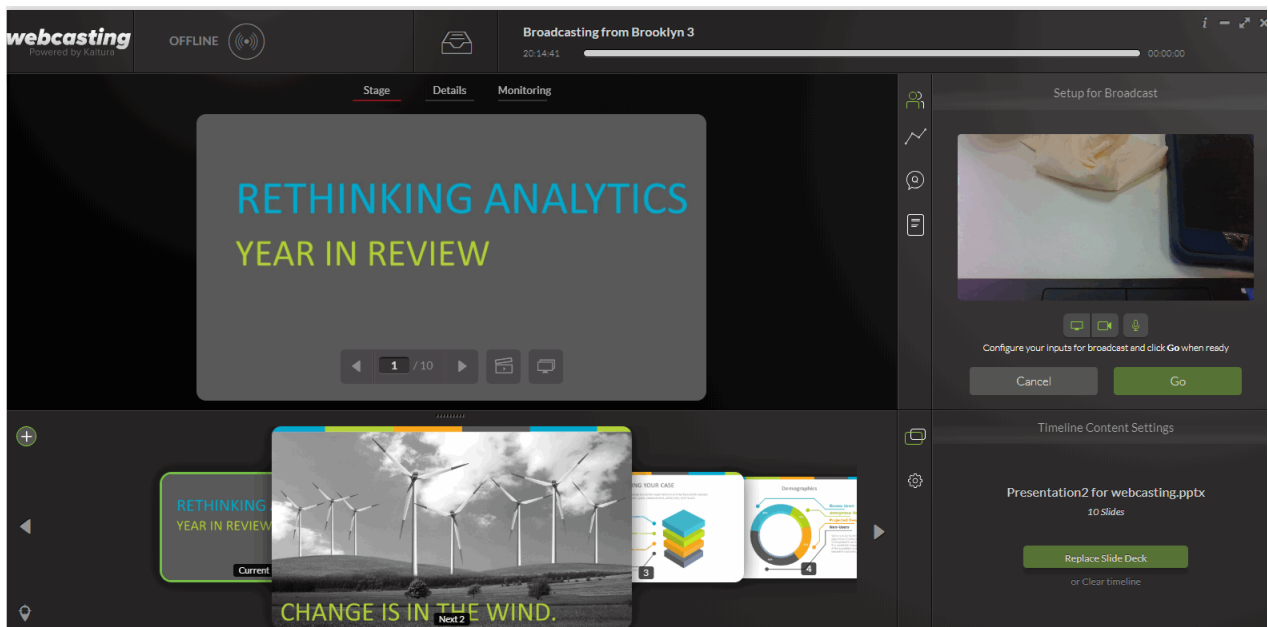 webcasting
Powered by Kaltura
OFFLINE
Broadcasting from Brooklyn 3
20:14:41
00:00:00
i
Stage
Details
Monitoring
RETHINKING ANALYTICS
YEAR IN REVIEW
1 / 10
Setup for Broadcast
Configure your inputs for broadcast and click Go when ready
Cancel
Go
RETHINKING
YEAR IN REVIEW
Current
CHANGE IS IN THE WIND.
Next 2
YOUR CASE
3
Demographics
4
Timeline Content Settings
Presentation2 for webcasting.pptx
10 Slides
Replace Slide Deck
or Clear timeline